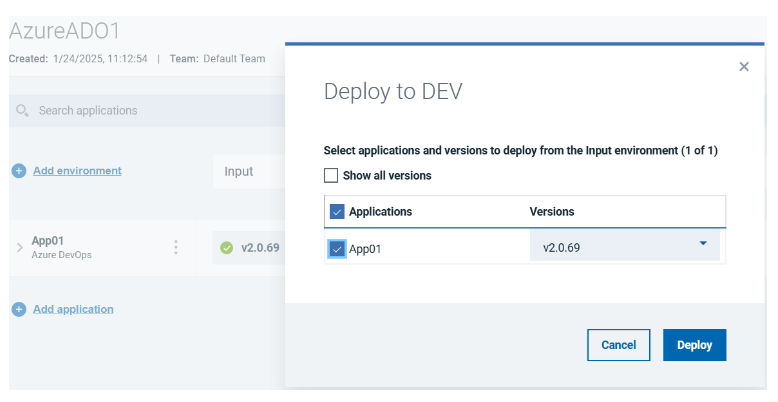 AzureADO1
Created: 1/24/2025, 11:12:54 | Team: Default Team
Search applications
Add environment
Input
App01
Azure DevOps
v2.0.69
Add application
Deploy to DEV
Select applications and versions to deploy from the Input environment (1 of 1)
Show all versions
Applications Versions
App01 v2.0.69
Cancel Deploy